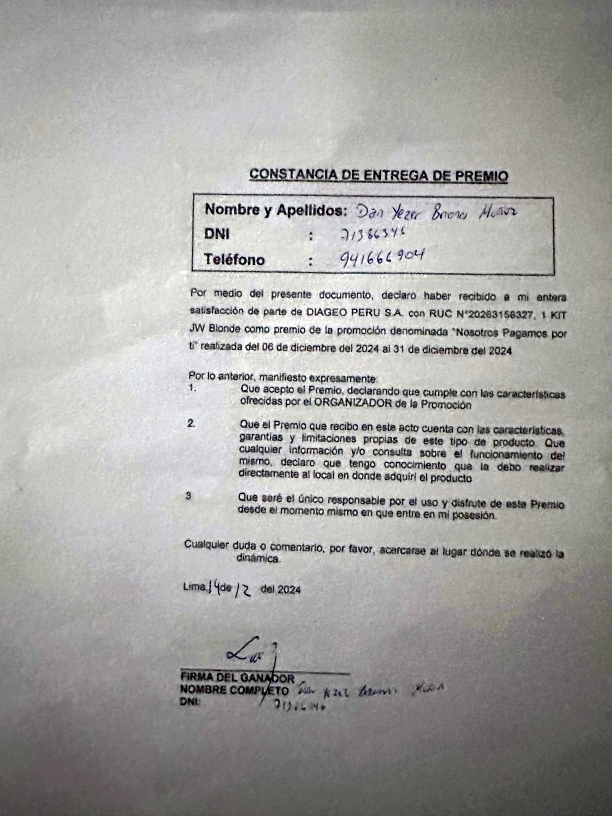 CONSTANCIA DE ENTREGA DE PREMIO
Nombre y Apellidos: Dan Yezer Briones Muñoz
DNI : 71366346
Teléfono : 941666904
Por medio del presente documento, declaro haber recibido a mi entera
satisfacción de parte de DIAGEO PERU S.A. con RUC N°20263158327, 1 KIT
JW Blonde como premio de la promoción denominada "Nosotros Pagamos por
ti" realizada del 06 de diciembre del 2024 al 31 de diciembre del 2024
Por lo anterior, manifiesto expresamente:
1. Que acepto el Premio, declarando que cumple con las características
ofrecidas por el ORGANIZADOR de la Promoción
2. Que el Premio que recibo en este acto cuenta con las características,
garantías y limitaciones propias de este tipo de producto. Que
cualquier información y/o consulta sobre el funcionamiento del
mismo, declaro que tengo conocimiento que la debo realizar
directamente al local en donde adquirí el producto
3 Que seré el único responsable por el uso y disfrute de este Premio
desde el momento mismo en que entre en mi posesión.
Cualquier duda o comentario, por favor, acercarse al lugar dónde se realizó la
dinámica.
Lima, 14 de 12 del 2024
FIRMA DEL GANADOR
NOMBRE COMPLETO Dan
DNI: